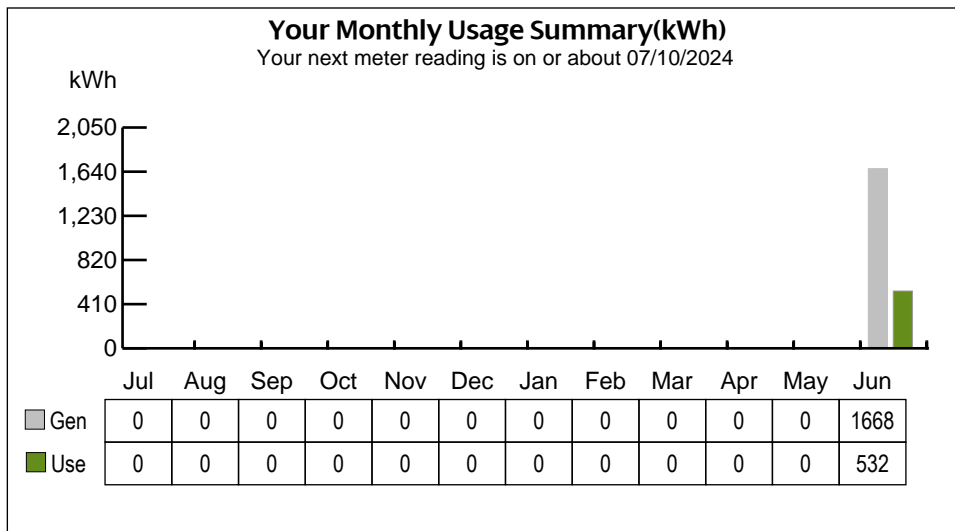 Your Monthly Usage Summary(kWh)
Your next meter reading is on or about 07/10/2024
kWh
2,050
1,640
1,230
820
410
0
Jul Aug Sep Oct Nov Dec Jan Feb Mar Apr May Jun
Gen 0 0 0 0 0 0 0 0 0 0 0 1668
Use 0 0 0 0 0 0 0 0 0 0 0 532